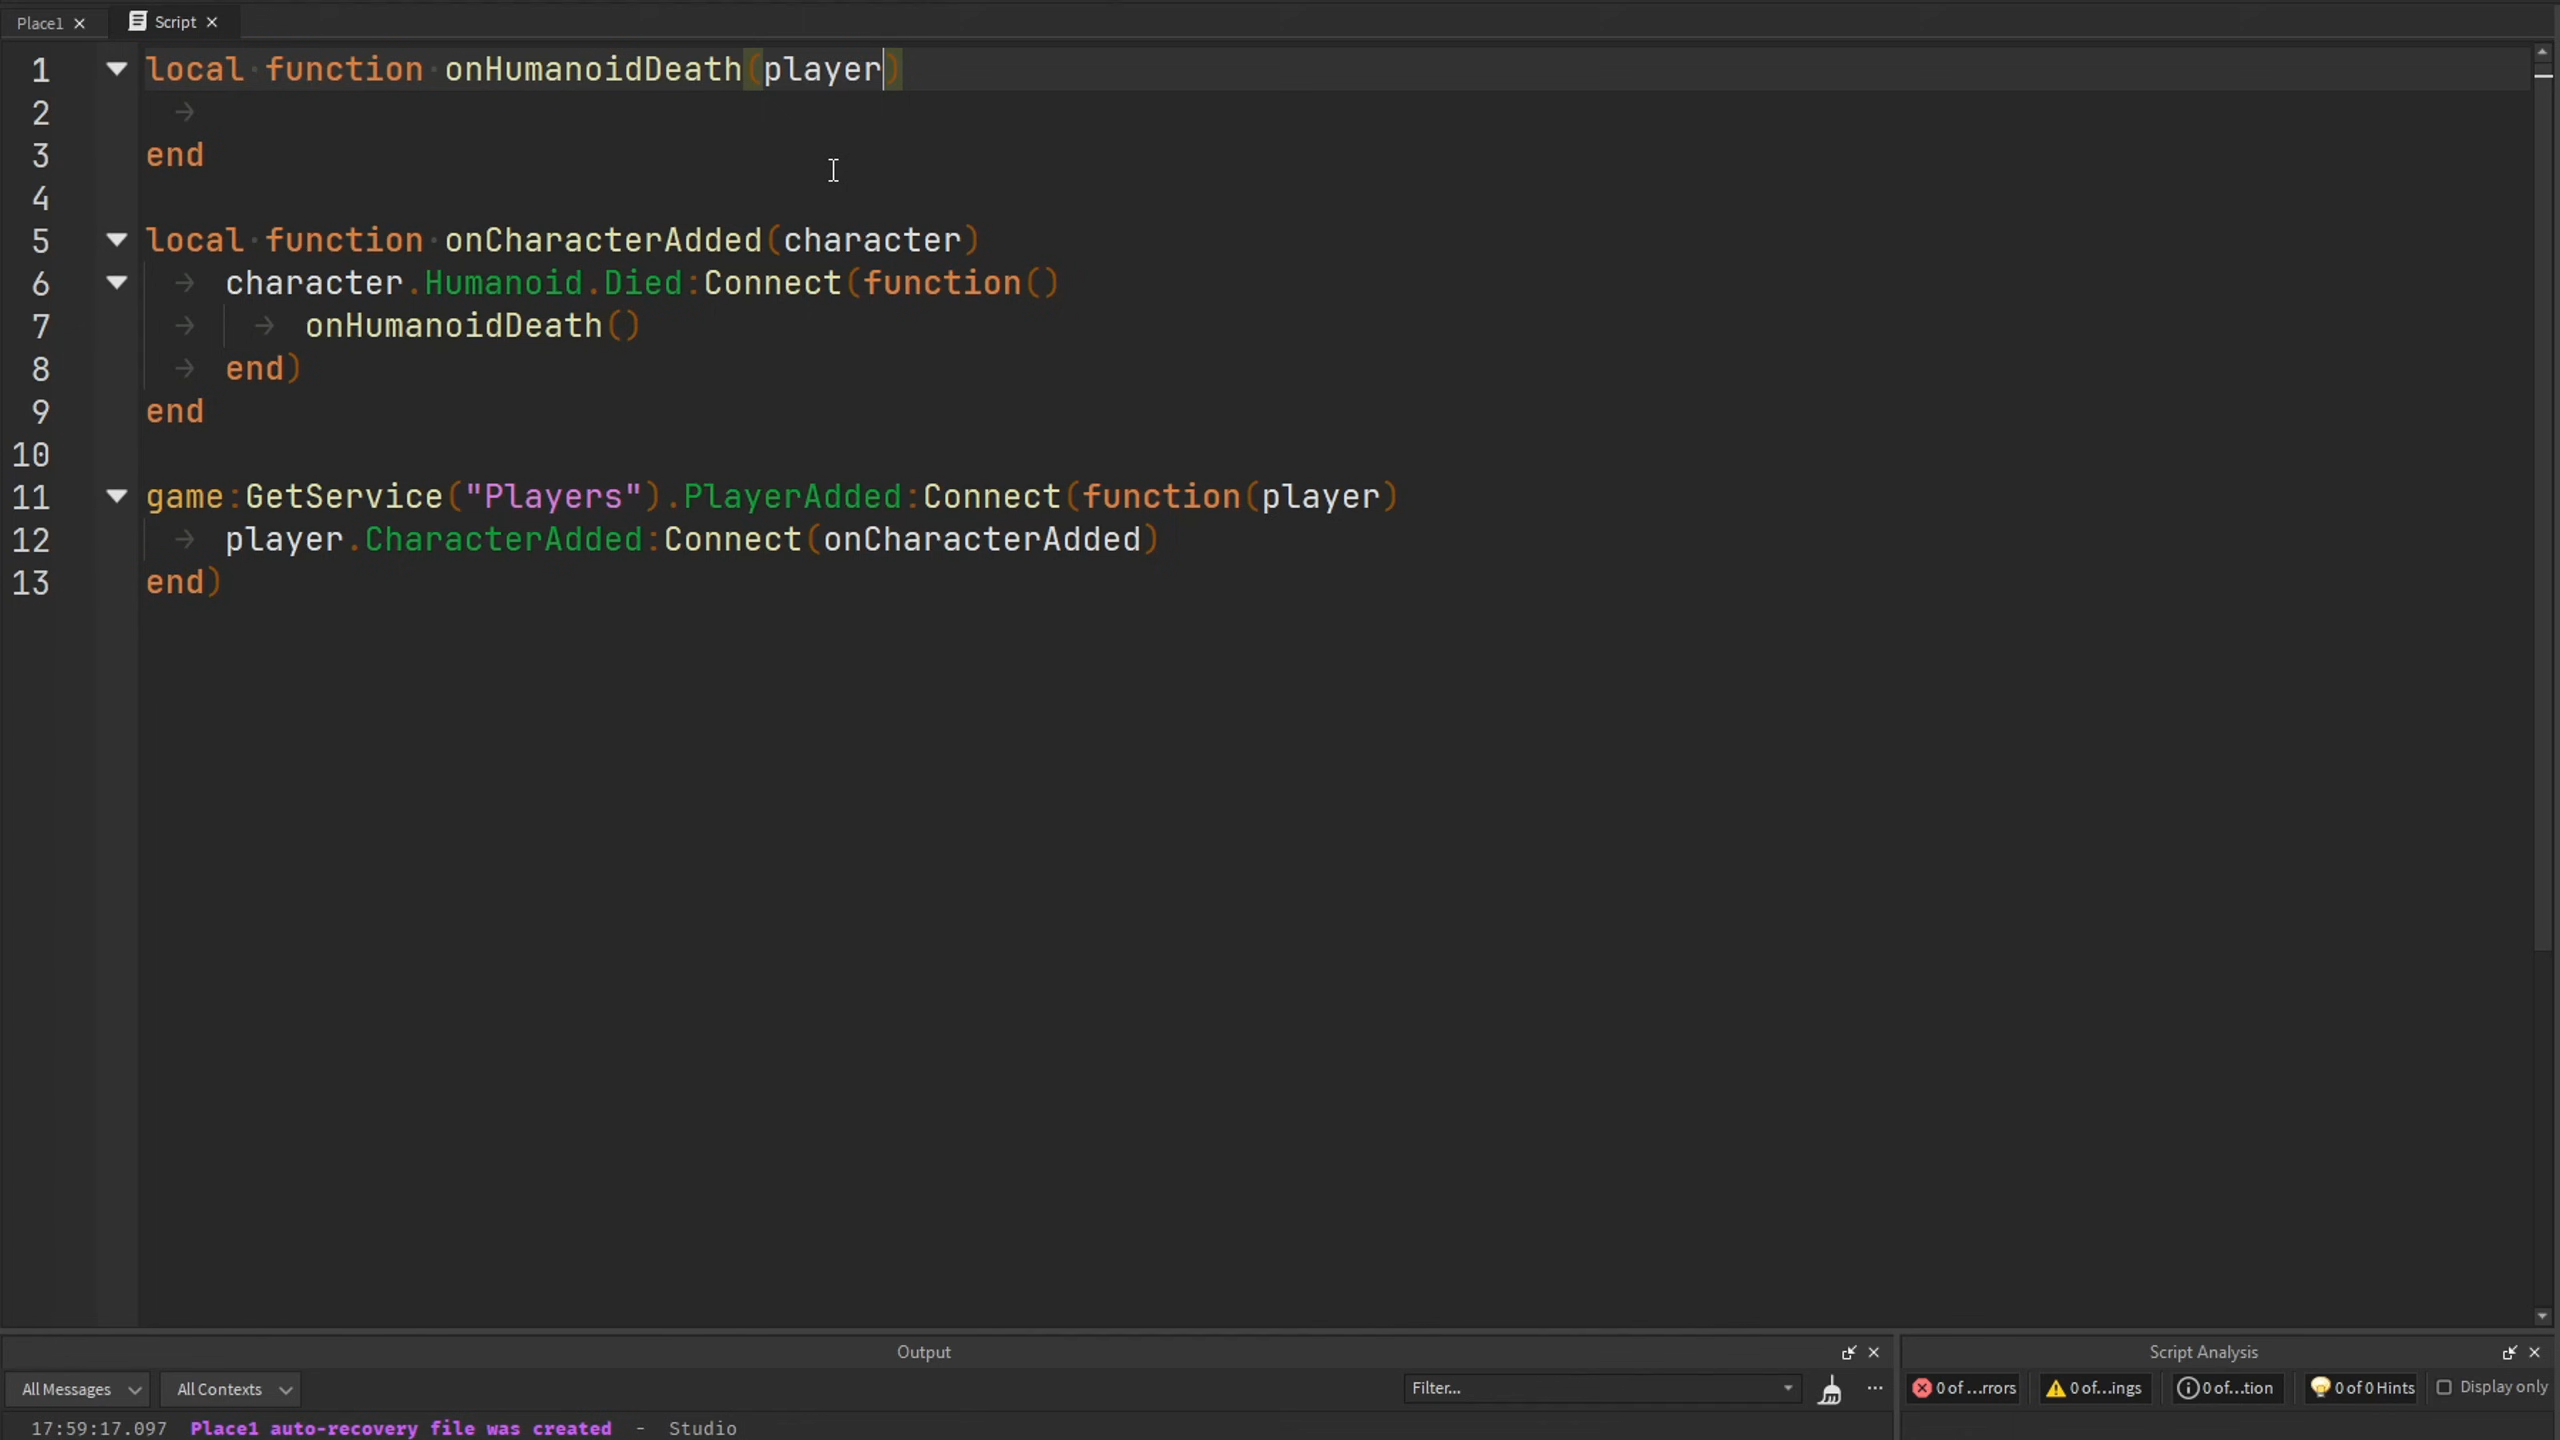 Place1
Script
1 local function onHumanoidDeath(player)
2
3 end
4
5 local function onCharacterAdded(character)
6 character.Humanoid.Died:Connect(function()
7 onHumanoidDeath()
8 end)
9 end
10
11 game:GetService("Players").PlayerAdded:Connect(function(player)
12 player.CharacterAdded:Connect(onCharacterAdded)
13 end)
Output
Script Analysis
All Messages
All Contexts
Filter...
0 of ...rrors
0 of...ings
0 of...tion
0 of 0 Hints
Display only
17:59:17.097 Place1 auto-recovery file was created - Studio